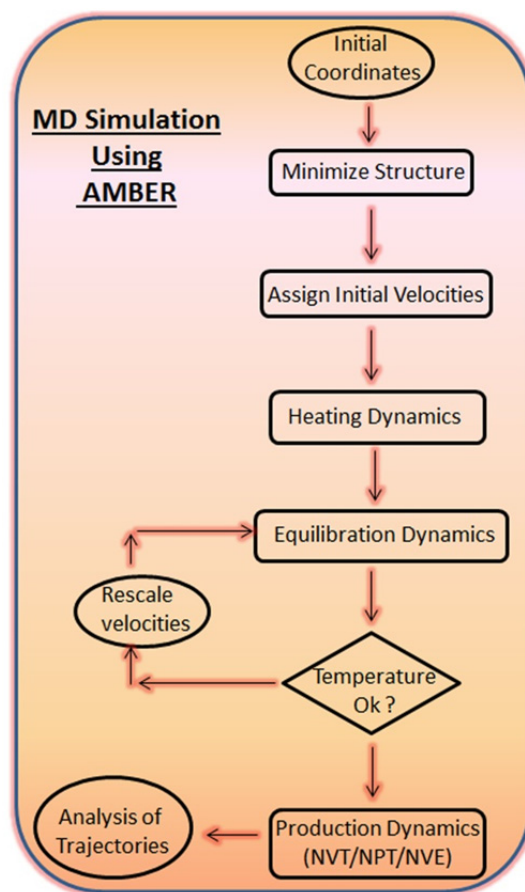 Initial
Coordinates
MD Simulation
Using
AMBER
Minimize Structure
Assign Initial Velocities
Heating Dynamics
Equilibration Dynamics
Rescale
velocities
Temperature
Ok ?
Analysis of
Trajectories
Production Dynamics
(NVT/NPT/NVE)